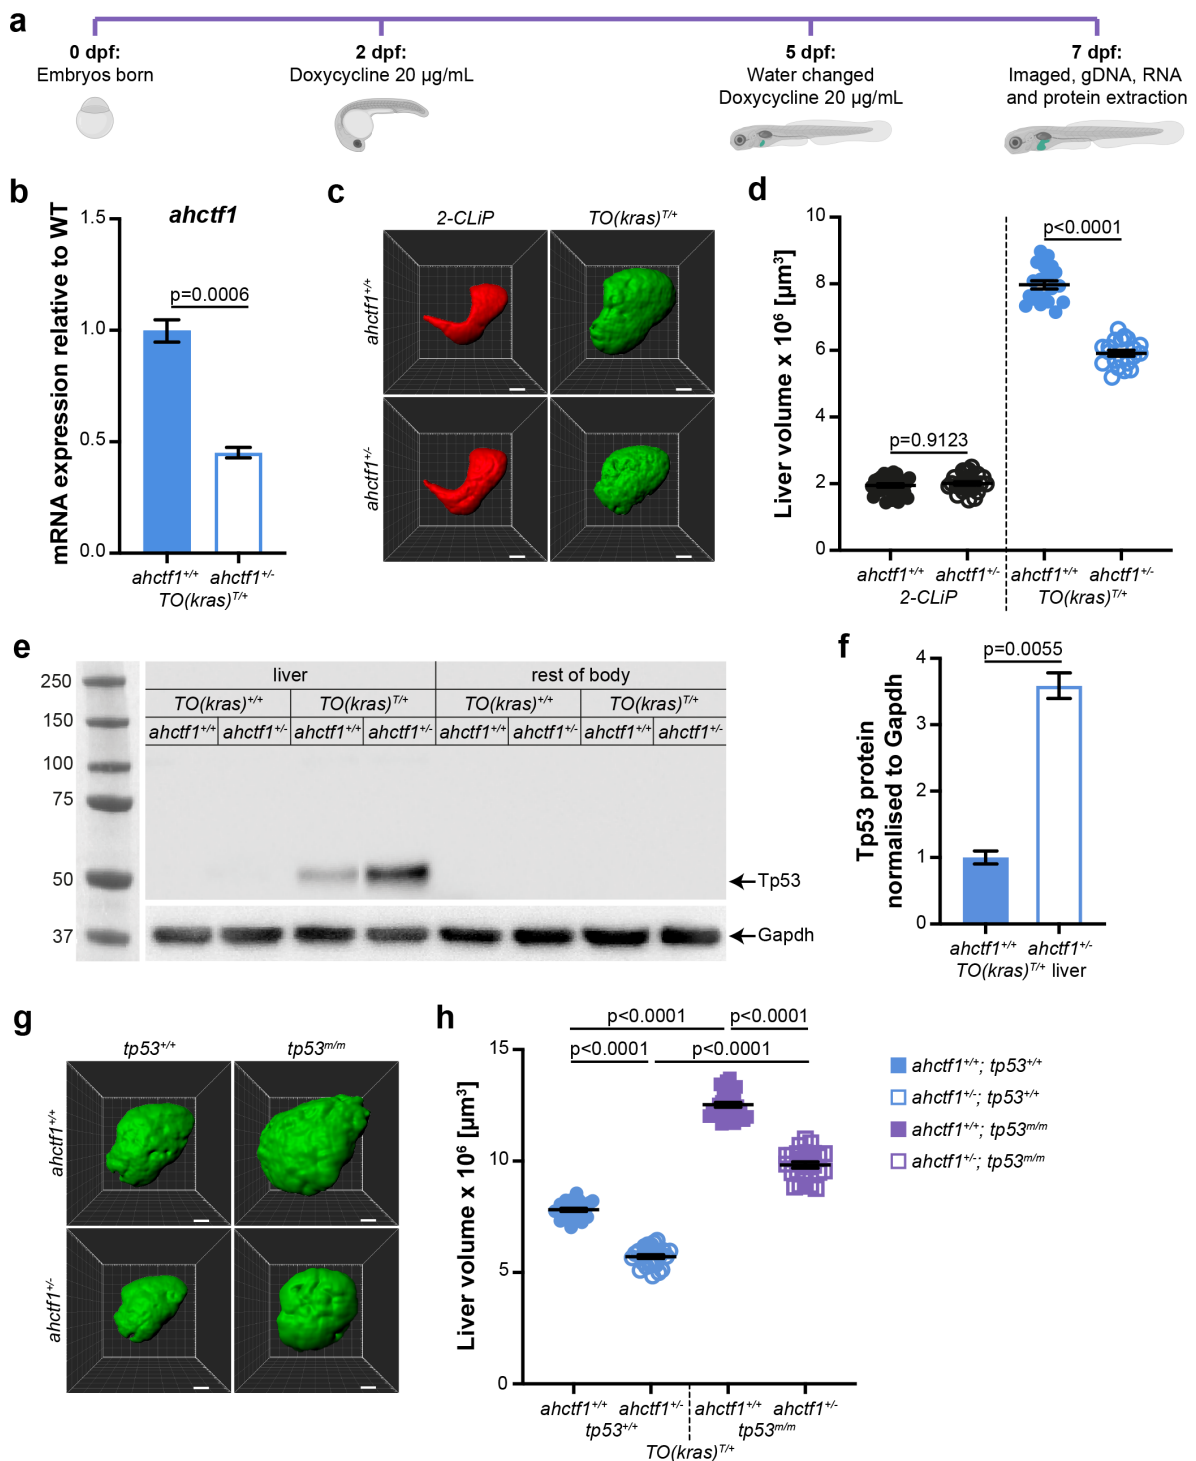 a
0 dpf:
Embryos born
2 dpf:
Doxycycline 20 µg/mL
5 dpf:
Water changed
Doxycycline 20 µg/mL
7 dpf:
Imaged, gDNA, RNA
and protein extraction
b
ahctf1
mRNA expression relative to WT
1.5
1.0
0.5
0.0
p=0.0006
ahctf1+/+ ahctf1+/-
TO(kras)T/+
c
2-CLiP TO(kras)T/+
ahctf1+/+
ahctf1+/-
d
Liver volume x 10⁶ [µm³]
10
8
6
4
2
0
p<0.0001
p=0.9123
ahctf1+/+ ahctf1+/- ahctf1+/+ ahctf1+/-
2-CLiP TO(kras)T/+
e
liver rest of body
TO(kras)+/+ TO(kras)T/+ TO(kras)+/+ TO(kras)T/+
ahctf1+/+ ahctf1+/- ahctf1+/+ ahctf1+/- ahctf1+/+ ahctf1+/- ahctf1+/+ ahctf1+/-
250
150
100
75
50
37
Tp53
Gapdh
f
Tp53 protein
normalised to Gapdh
4
3
2
1
0
p=0.0055
ahctf1+/+ ahctf1+/-
TO(kras)T/+ liver
g
tp53+/+ tp53m/m
ahctf1+/+
ahctf1+/-
h
Liver volume x 10⁶ [µm³]
15
10
5
0
p<0.0001 p<0.0001
p<0.0001 p<0.0001
ahctf1+/+ ahctf1+/- ahctf1+/+ ahctf1+/-
tp53+/+ tp53m/m
TO(kras)T/+
ahctf1+/+; tp53+/+
ahctf1+/-; tp53+/+
ahctf1+/+; tp53m/m
ahctf1+/-; tp53m/m